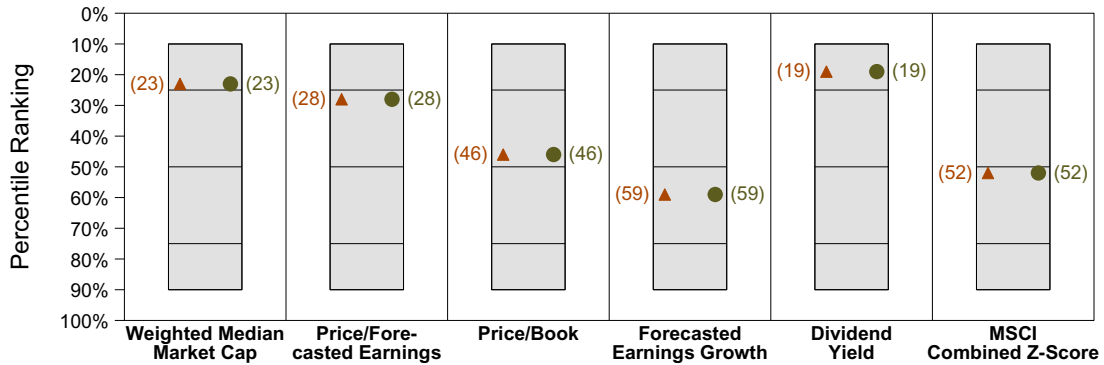 Percentile Ranking
0%
10%
20%
30%
40%
50%
60%
70%
80%
90%
100%
(23) (23)
(28) (28)
(46) (46)
(59) (59)
(19) (19)
(52) (52)
Weighted Median
Market Cap
Price/Fore-
casted Earnings
Price/Book
Forecasted
Earnings Growth
Dividend
Yield
MSCI
Combined Z-Score